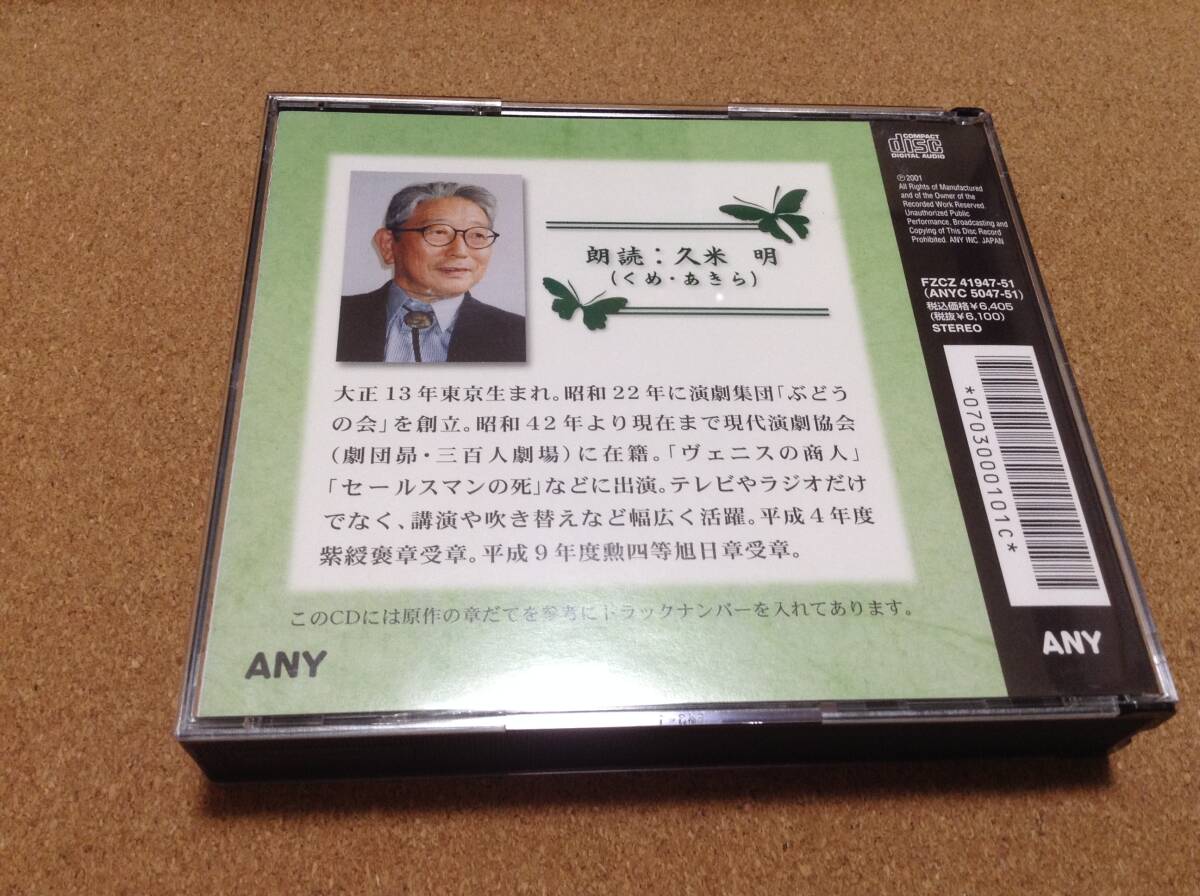 朗読：久米 明
(くめ・あきら)
大正13年東京生まれ。昭和22年に演劇集団「ぶどう
の会」を創立。昭和42年より現在まで現代演劇協会
(劇団昴・三百人劇場)に在籍。「ヴェニスの商人」
「セールスマンの死」などに出演。テレビやラジオだけ
でなく、講演や吹き替えなど幅広く活躍。平成4年度
紫綬褒章受章。平成9年度勲四等旭日章受章。
このCDには原作の章だてを参考にトラックナンバーを入れてあります。
ANY
COMPACT
disc
DIGITAL AUDIO
Ⓟ2001
All Rights of Manufactured
and of the Owner of the
Recorded Work Reserved.
Unauthorized Public
Performance, Broadcasting and
Copying of This Disc Record
Prohibited. ANY INC. JAPAN
FZCZ 41947-51
(ANYC 5047-51)
税込価格¥6,405
(税抜¥6,100)
STEREO
*0703000101c*
ANY